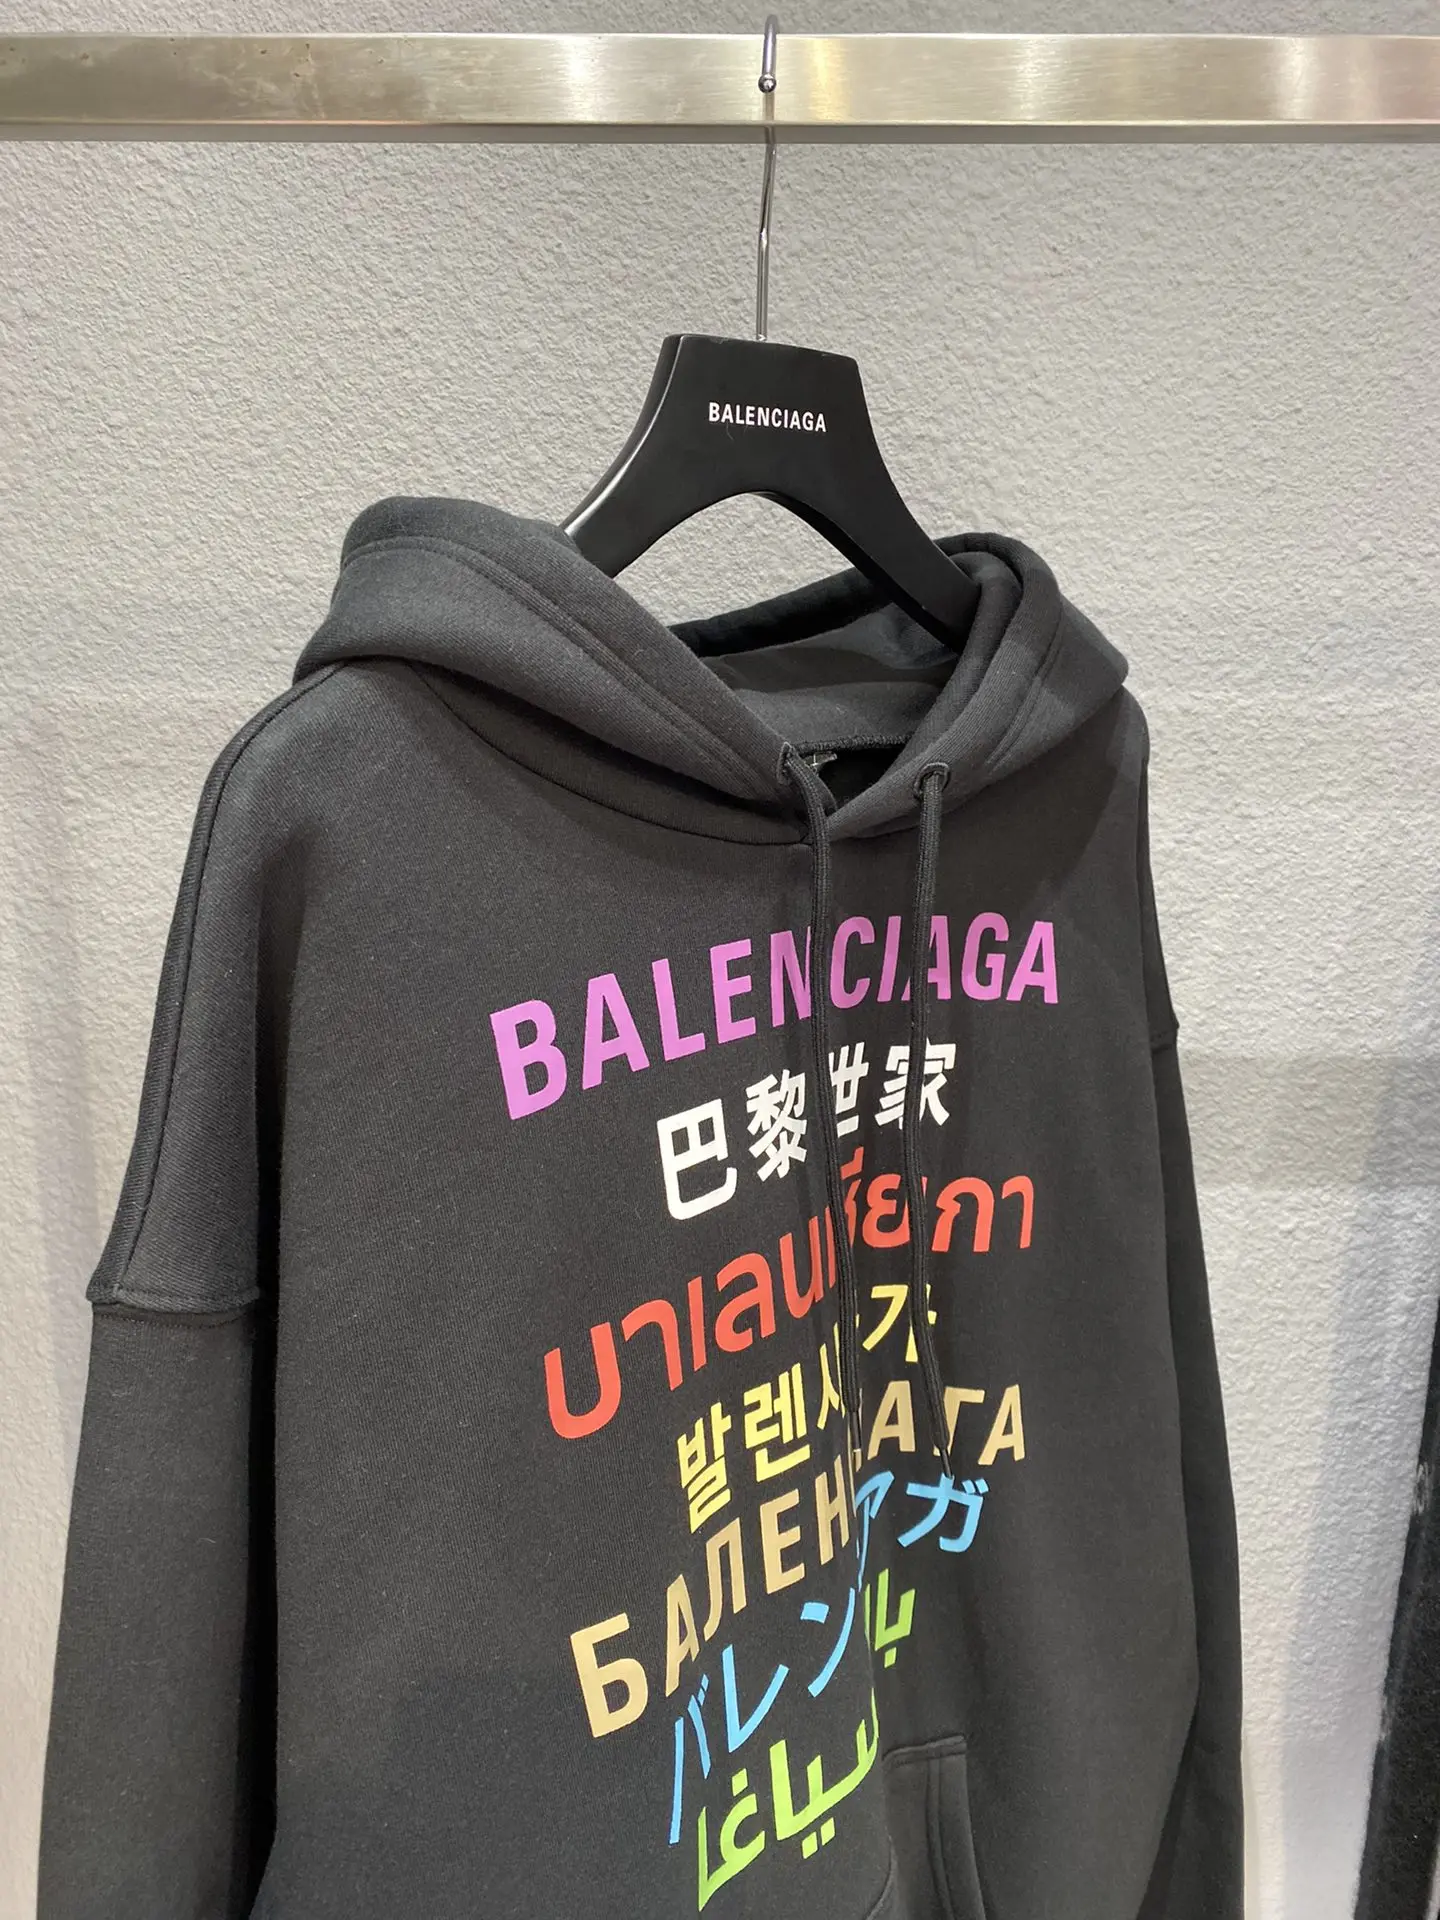 BALENCIAGA
BALENCIAGA
巴黎世家
บาเลนเซียกา
발렌시아가
БАЛЕНСАГА
バレンシアガ
بالنسياغا